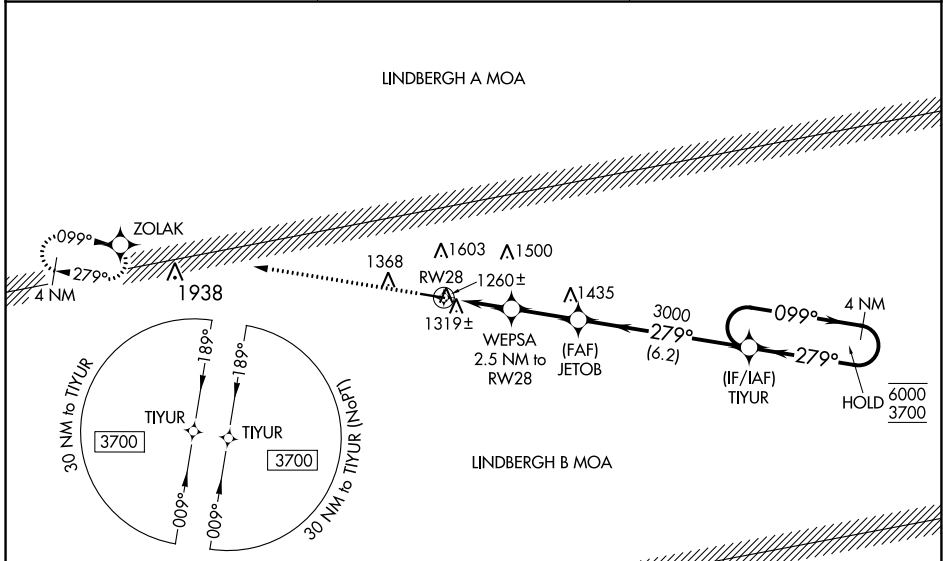 LINDBERGH A MOA
ZOLAK
099°
279°
4 NM
1938
1368
1603
1500
RW28
1260±
1319±
1435
WEPSA
2.5 NM to
RW28
(FAF)
JETOB
3000
279°
(6.2)
(IF/IAF)
TIYUR
099°
279°
4 NM
HOLD
6000
3700
30 NM to TIYUR
189°
189°
TIYUR
TIYUR
3700
3700
009°
009°
30 NM to TIYUR (NoPT)
LINDBERGH B MOA